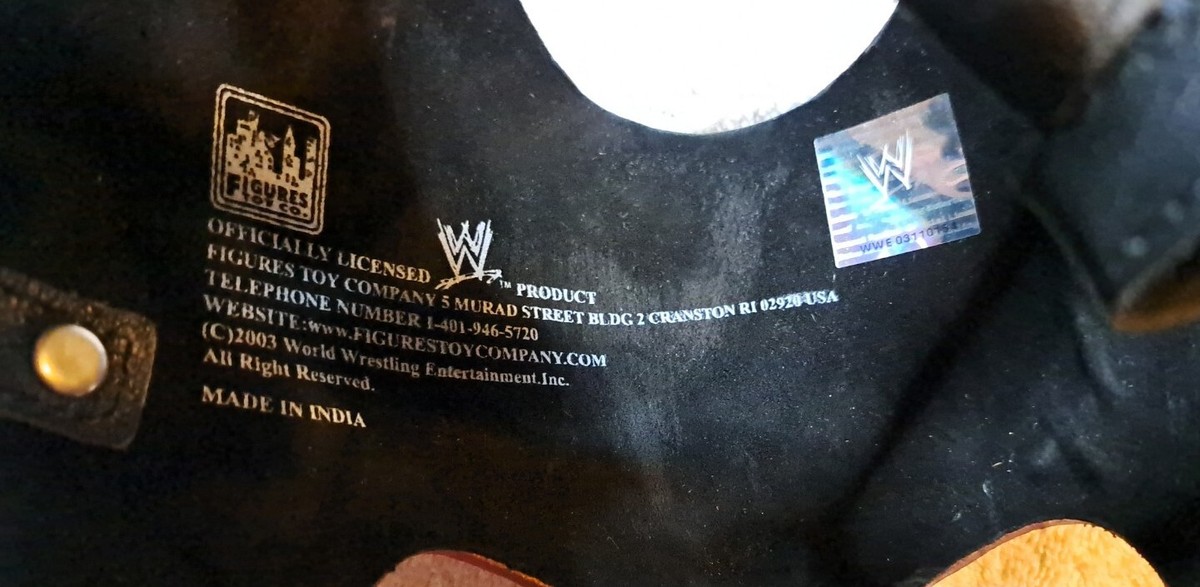 FIGURES
TOY CO.
OFFICIALLY LICENSED W™ PRODUCT
FIGURES TOY COMPANY 5 MURAD STREET BLDG 2 CRANSTON RI 02920 USA
TELEPHONE NUMBER 1-401-946-5720
WEBSITE:www.FIGURESTOYCOMPANY.COM
(C)2003 World Wrestling Entertainment.Inc.
All Right Reserved.
MADE IN INDIA
W
WWE